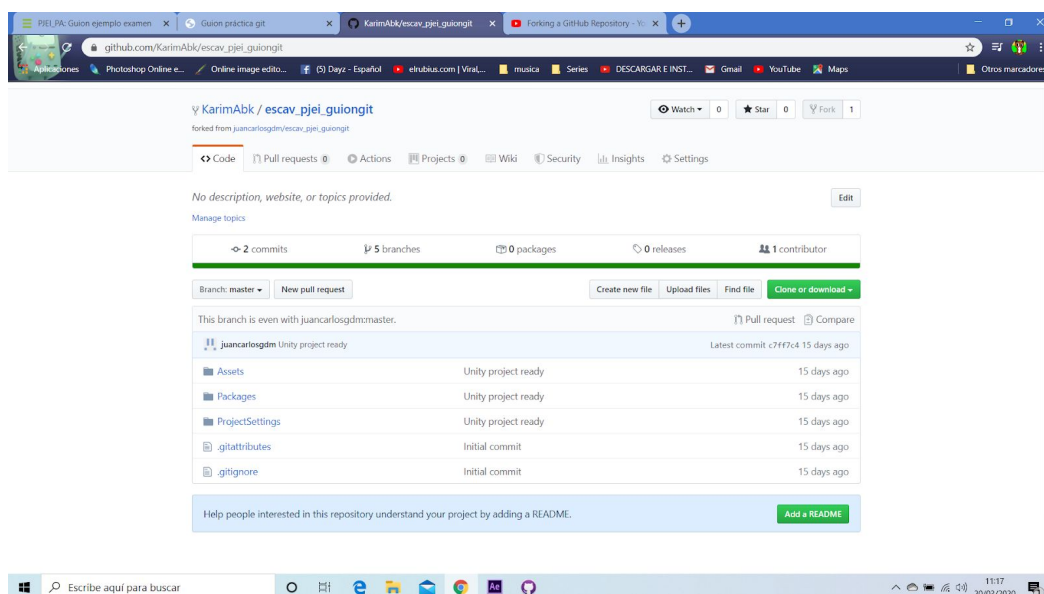 PJEI_PA: Guion ejemplo examen
Guion práctica git
KarimAbk/escav_pjei_guiongit
Forking a GitHub Repository - Yo
github.com/KarimAbk/escav_pjei_guiongit
Aplicaciones
Photoshop Online e...
Online image edito...
(5) Dayz - Español
elrubius.com | Viral,...
musica
Series
DESCARGAR E INST...
Gmail
YouTube
Maps
Otros marcadores
KarimAbk / escav_pjei_guiongit
Watch 0
Star 0
Fork 1
forked from juancarlosgdm/escav_pjei_guiongit
Code
Pull requests 0
Actions
Projects 0
Wiki
Security
Insights
Settings
No description, website, or topics provided.
Edit
Manage topics
2 commits
5 branches
0 packages
0 releases
1 contributor
Branch: master
New pull request
Create new file
Upload files
Find file
Clone or download
This branch is even with juancarlosgdm:master.
Pull request
Compare
juancarlosgdm Unity project ready
Latest commit c7ff7c4 15 days ago
Assets Unity project ready 15 days ago
Packages Unity project ready 15 days ago
ProjectSettings Unity project ready 15 days ago
.gitattributes Initial commit 15 days ago
.gitignore Initial commit 15 days ago
Help people interested in this repository understand your project by adding a README.
Add a README
Escribe aquí para buscar
Ae
11:17